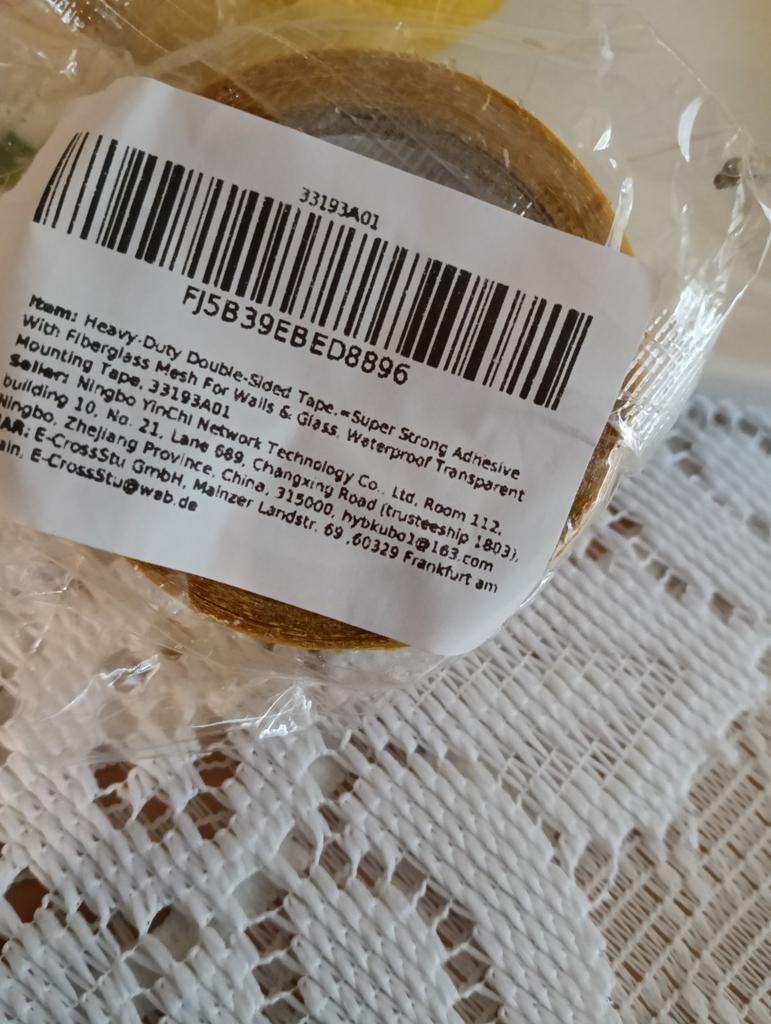 33193A01
FJ5B39EBED8896
Item: Heavy-Duty Double-Sided Tape,=Super Strong Adhesive
With Fiberglass Mesh For Walls & Glass, Waterproof Transparent
Mounting Tape, 33193A01
Seller: Ningbo YinChi Network Technology Co., Ltd, Room 112,
building 10, No. 21, Lane 689, Changxing Road (trusteeship 1803),
Ningbo, Zhejiang Province, China, 315000, hybkubo1@163.com
AR: E-CrossStu GmbH, Mainzer Landstr. 69 ,60329 Frankfurt am
ain, E-CrossStu@web.de